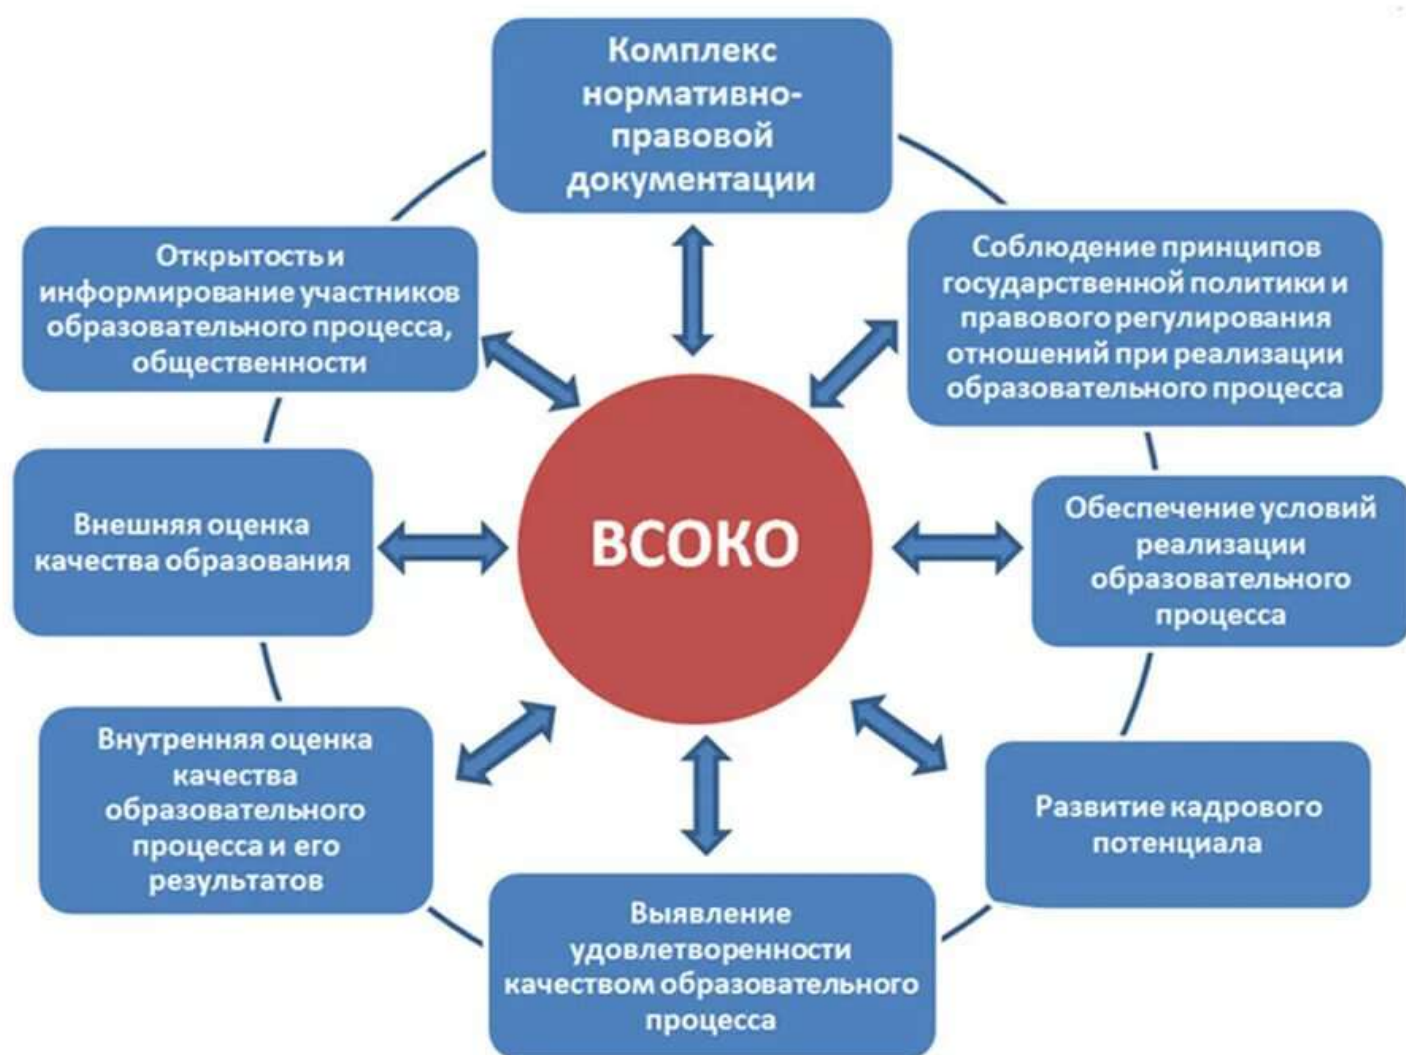 Комплекс
нормативно-
правовой
документации
Соблюдение принципов
государственной политики и
правового регулирования
отношений при реализации
образовательного процесса
Обеспечение условий
реализации
образовательного
процесса
Развитие кадрового
потенциала
Выявление
удовлетворенности
качеством образовательного
процесса
Внутренняя оценка
качества
образовательного
процесса и его
результатов
Внешняя оценка
качества образования
Открытость и
информирование участников
образовательного процесса,
общественности
ВСОКО